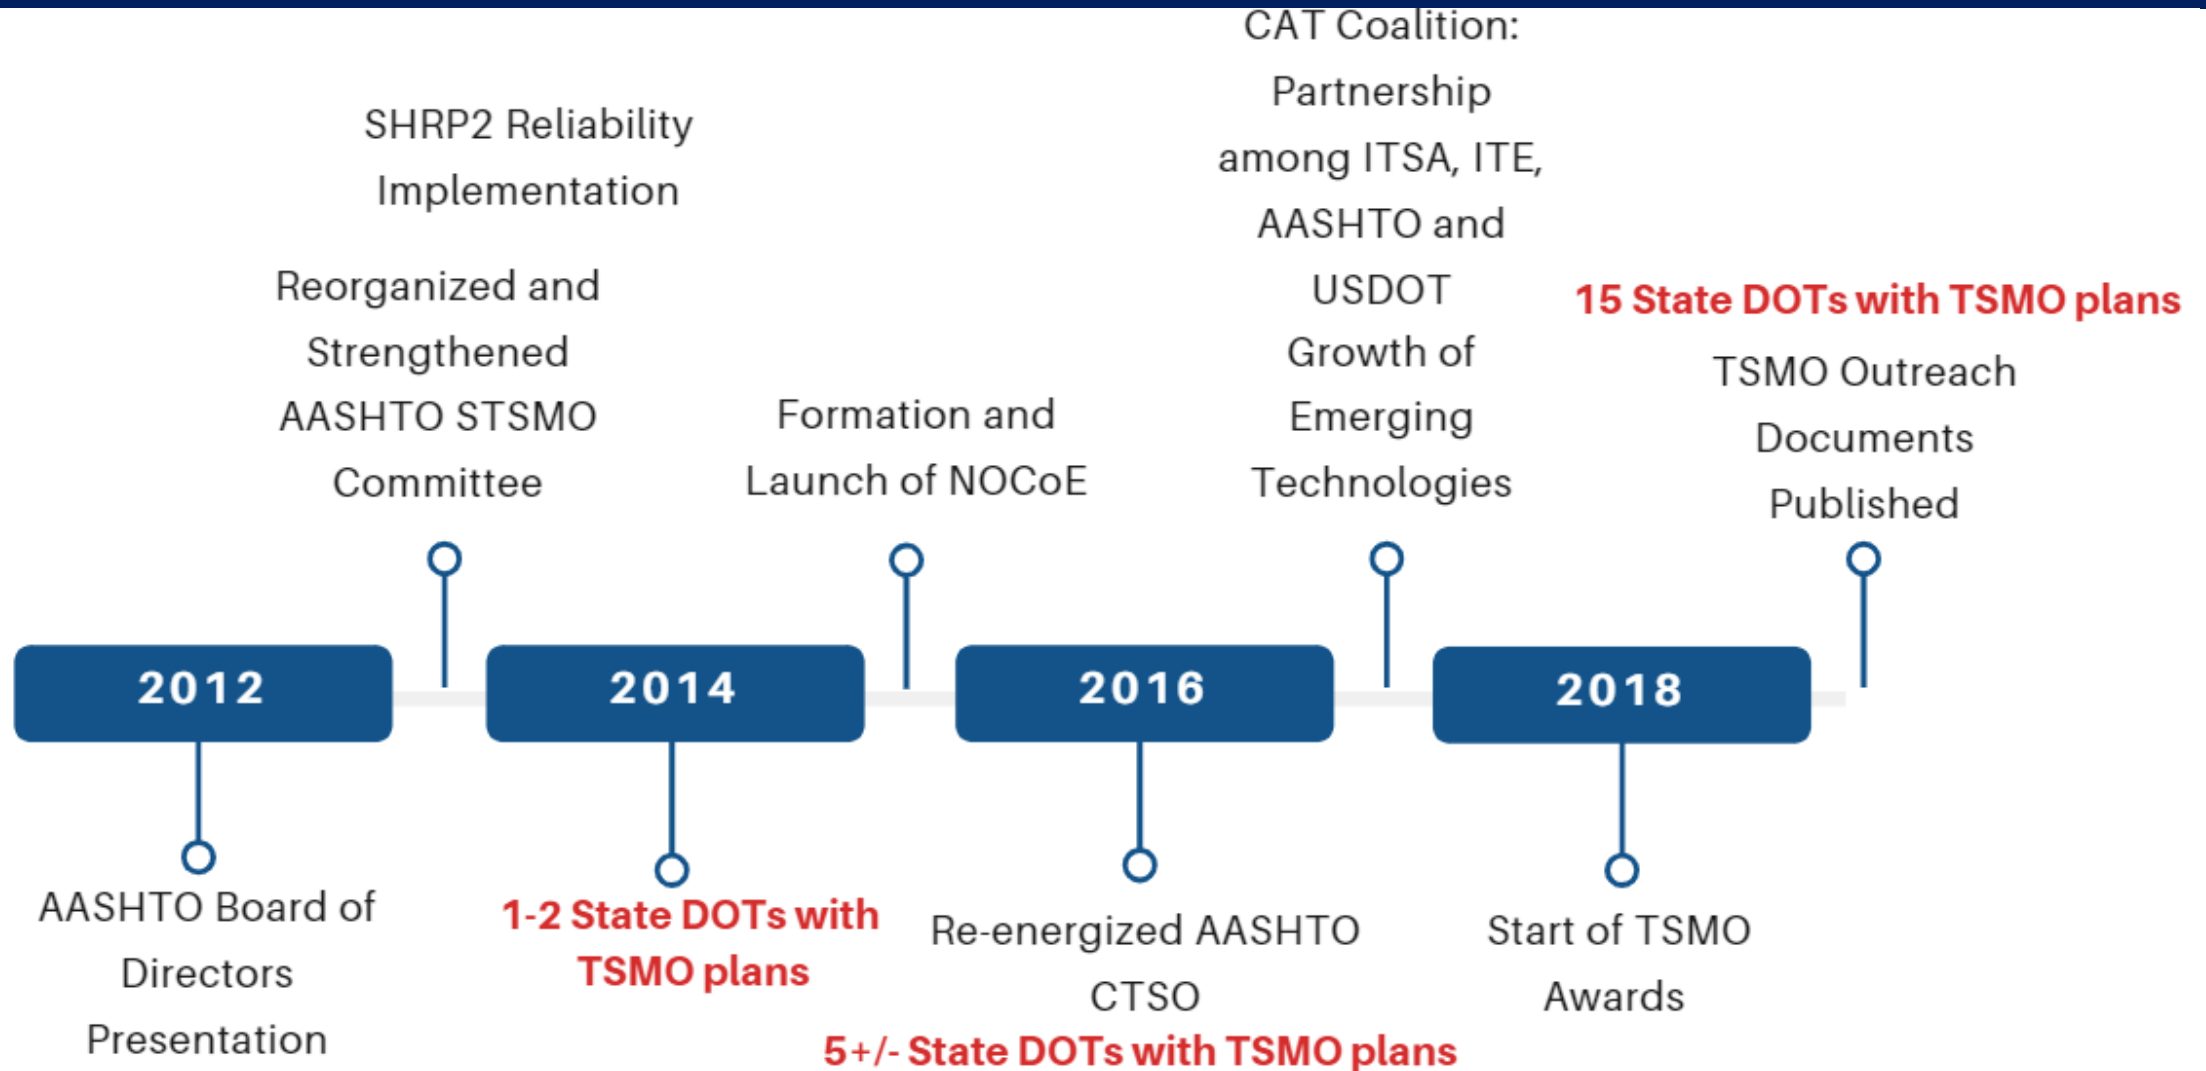 SHRP2 Reliability
Implementation
Reorganized and
Strengthened
AASHTO STSMO
Committee
Formation and
Launch of NOCoE
CAT Coalition:
Partnership
among ITSA, ITE,
AASHTO and
USDOT
Growth of
Emerging
Technologies
15 State DOTs with TSMO plans
TSMO Outreach
Documents
Published
2012
2014
2016
2018
AASHTO Board of
Directors
Presentation
1-2 State DOTs with
TSMO plans
Re-energized AASHTO
CTSO
5+/- State DOTs with TSMO plans
Start of TSMO
Awards